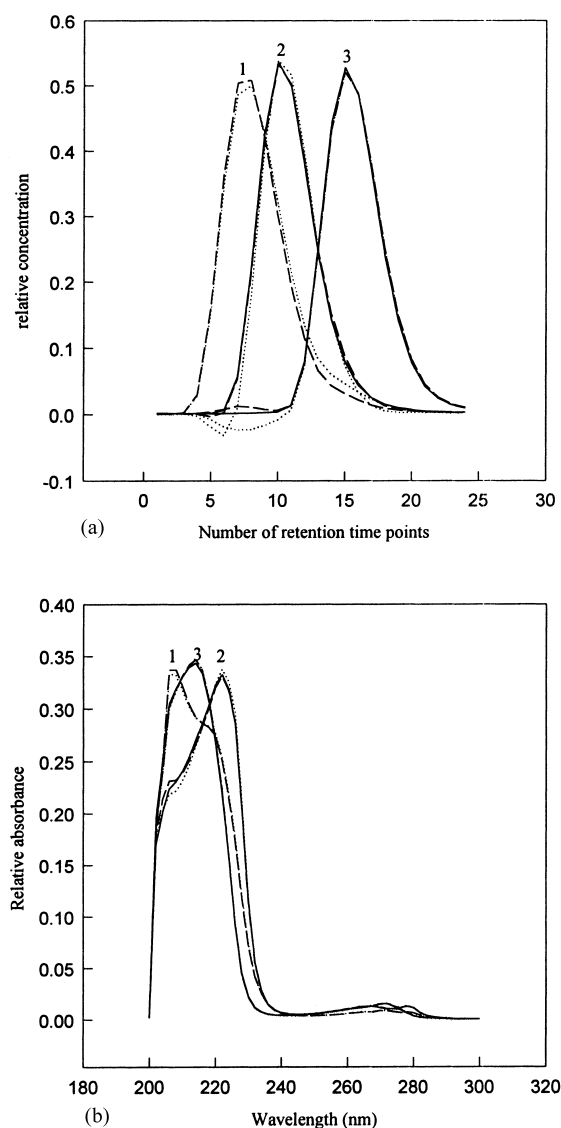 0.6
0.5
0.4
0.3
0.2
0.1
0.0
-0.1
relative concentration
1
2
3
0 5 10 15 20 25 30
(a)
Number of retention time points
0.40
0.35
0.30
0.25
0.20
0.15
0.10
0.05
0.00
Relative absorbance
1 3 2
180 200 220 240 260 280 300 320
(b)
Wavelength (nm)